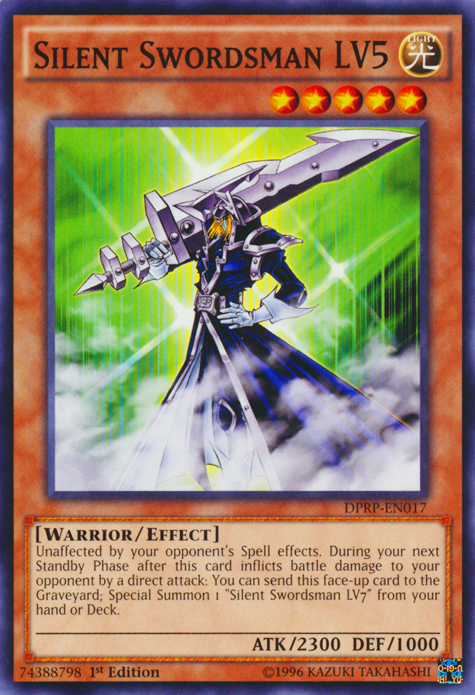 SILENT SWORDSMAN LV5
LIGHT
光
DPRP-EN017
[WARRIOR/EFFECT]
Unaffected by your opponent's Spell effects. During your next
Standby Phase after this card inflicts battle damage to your
opponent by a direct attack: You can send this face-up card to the
Graveyard; Special Summon 1 "Silent Swordsman LV7" from your
hand or Deck.
ATK/2300 DEF/1000
74388798 1st Edition ©1996 KAZUKI TAKAHASHI